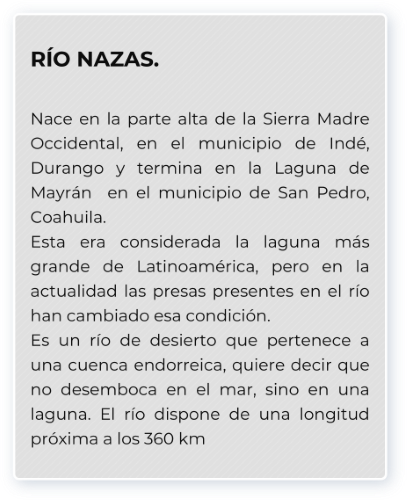 RÍO NAZAS.
Nace en la parte alta de la Sierra Madre
Occidental, en el municipio de Indé,
Durango y termina en la Laguna de
Mayrán en el municipio de San Pedro,
Coahuila.
Esta era considerada la laguna más
grande de Latinoamérica, pero en la
actualidad las presas presentes en el río
han cambiado esa condición.
Es un río de desierto que pertenece a
una cuenca endorreica, quiere decir que
no desemboca en el mar, sino en una
laguna. El río dispone de una longitud
próxima a los 360 km